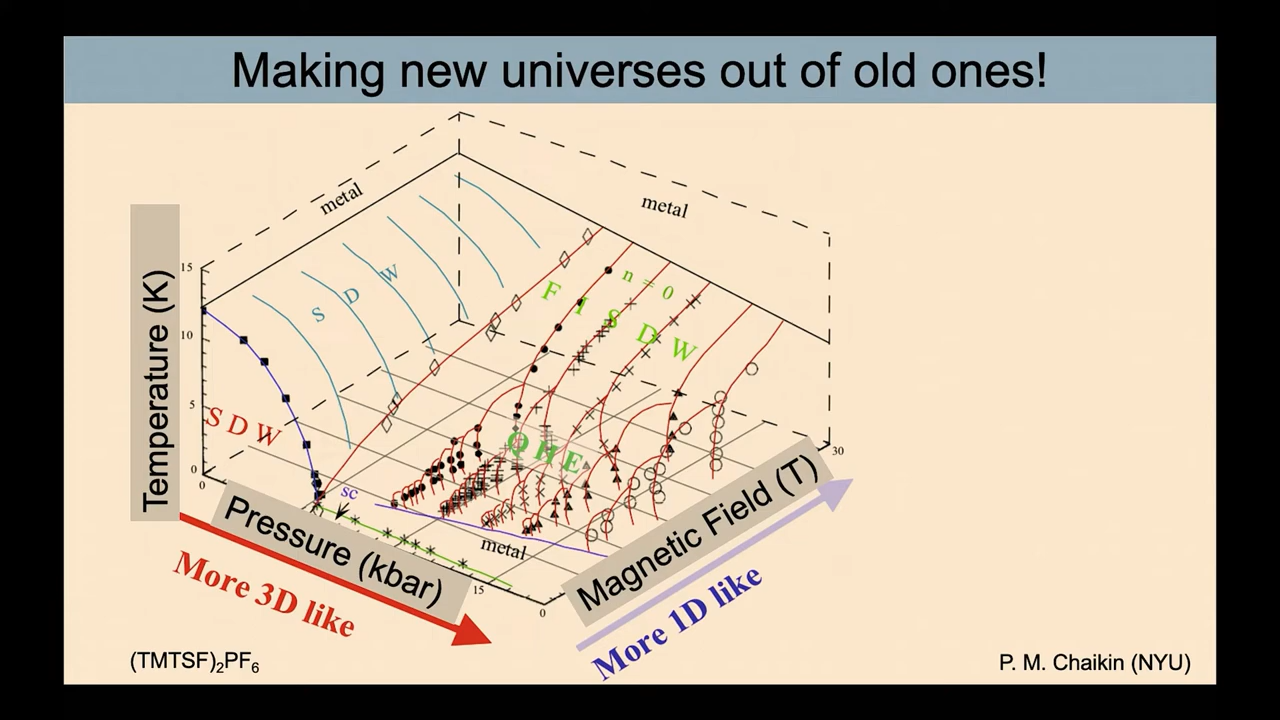 Making new universes out of old ones!
metal
metal
Temperature (K)
15
10
5
0
S D W
S D W
n = 0
F I S D W
Q H E
sc
metal
0
Pressure (kbar)
15
0
Magnetic Field (T)
30
More 3D like
More 1D like
(TMTSF)₂PF₆
P. M. Chaikin (NYU)